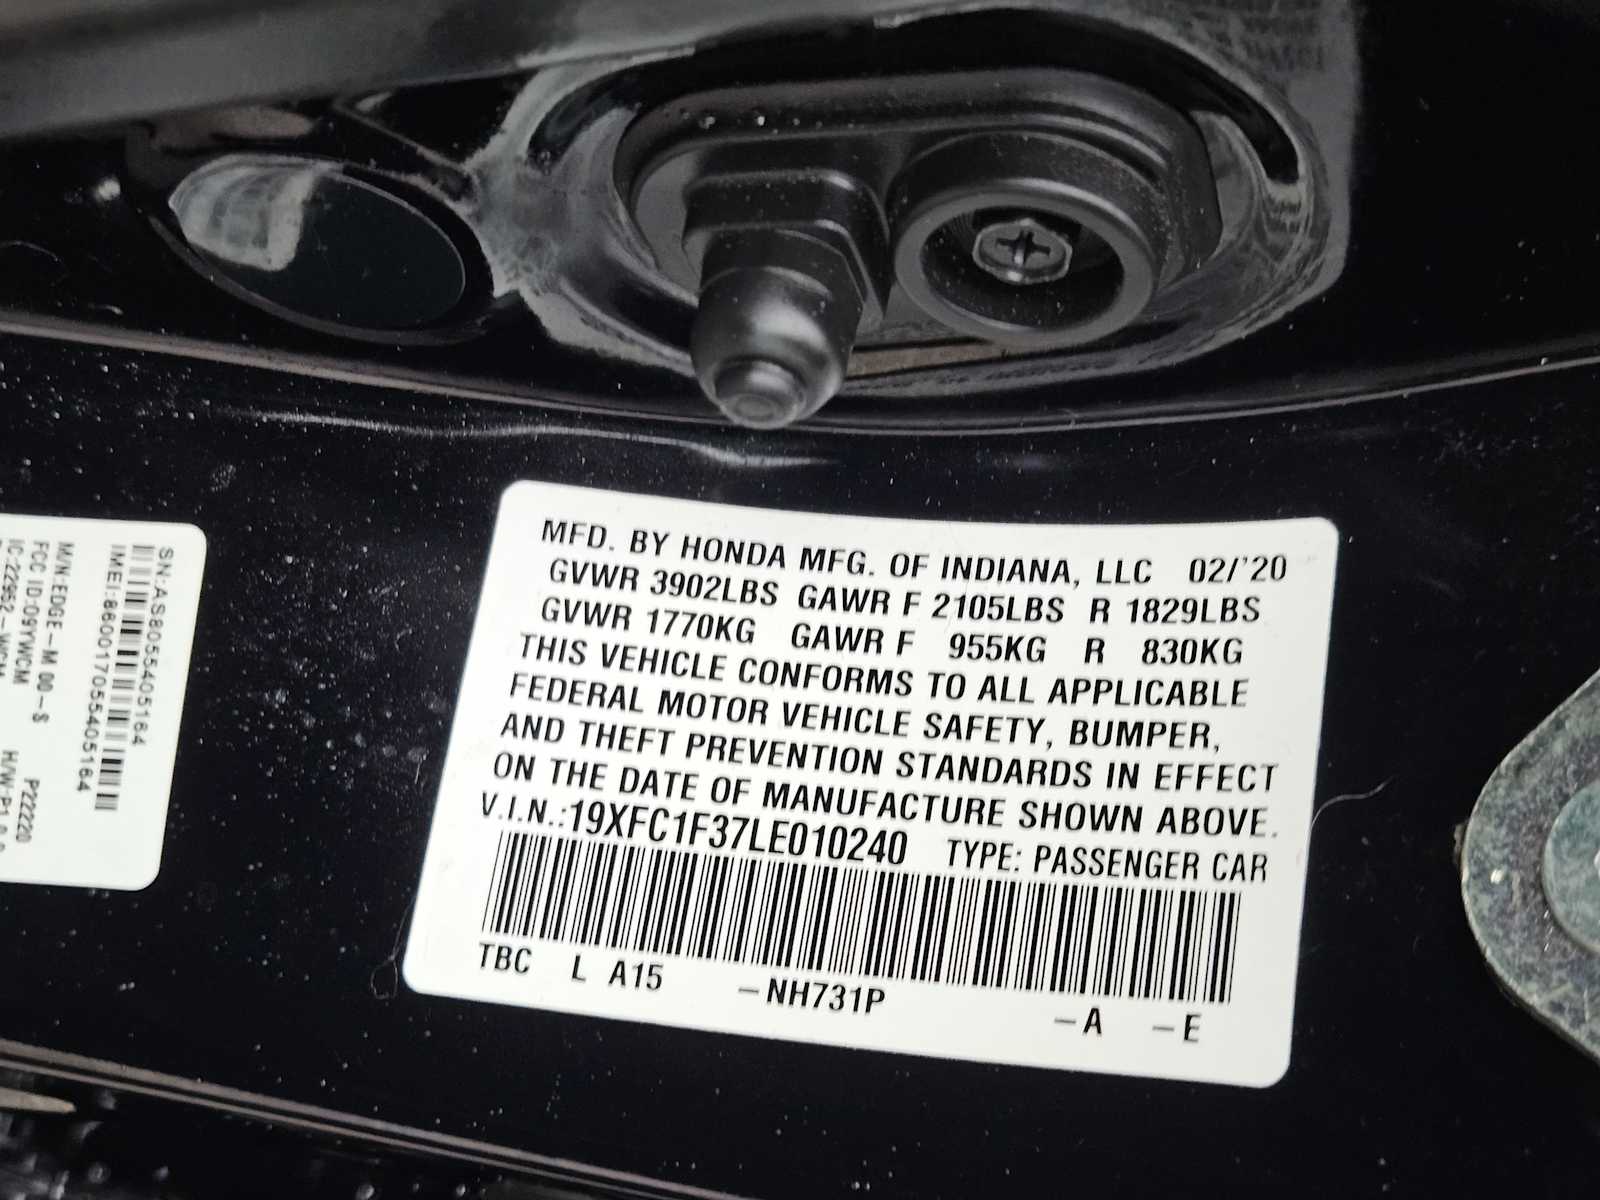 MFD. BY HONDA MFG. OF INDIANA, LLC 02/'20
GVWR 3902LBS GAWR F 2105LBS R 1829LBS
GVWR 1770KG GAWR F 955KG R 830KG
THIS VEHICLE CONFORMS TO ALL APPLICABLE
FEDERAL MOTOR VEHICLE SAFETY, BUMPER,
AND THEFT PREVENTION STANDARDS IN EFFECT
ON THE DATE OF MANUFACTURE SHOWN ABOVE.
V.I.N.:19XFC1F37LE010240 TYPE: PASSENGER CAR
TBC L A15 -NH731P -A -E
SN:AS805540​5164
IMEI:860017055405164
M/N:EDGE-M 00-S P22220
FCC ID:O9YWCM